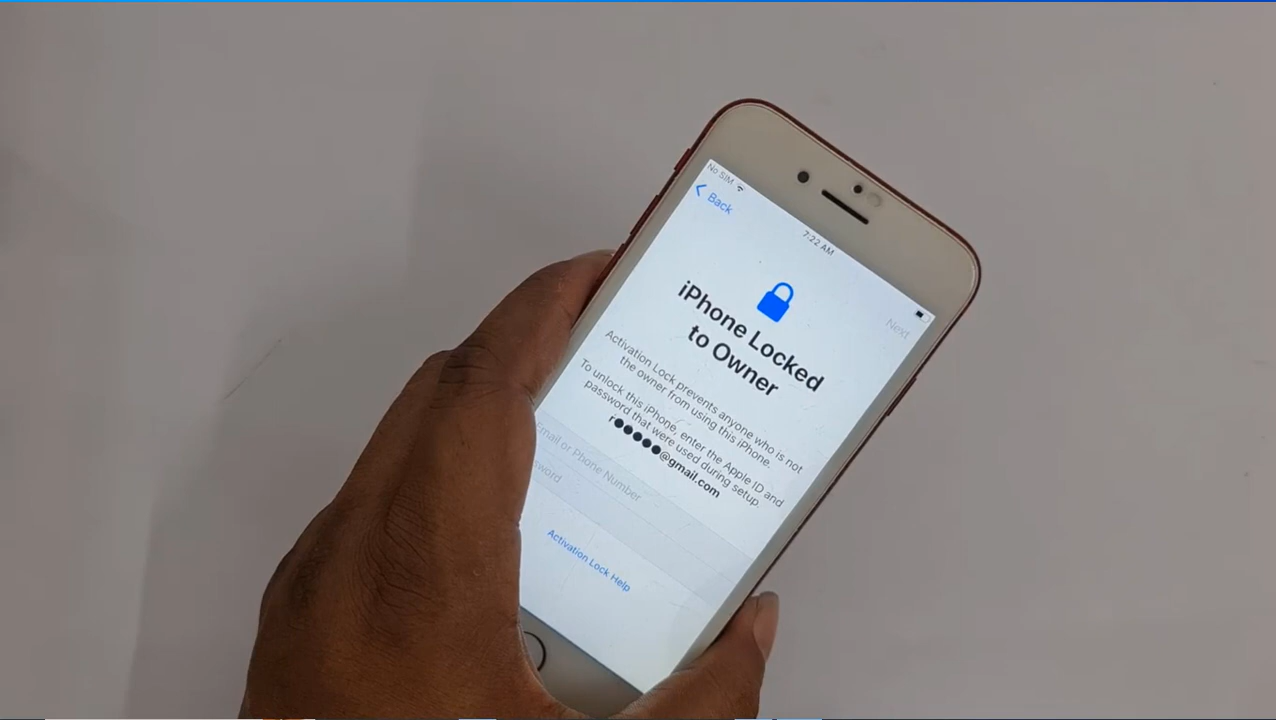 No SIM
Back
7:22 AM
Next
iPhone Locked
to Owner
Activation Lock prevents anyone who is not
the owner from using this iPhone.
To unlock this iPhone, enter the Apple ID and
password that were used during setup.
r●●●●●@gmail.com
Email or Phone Number
Activation Lock Help